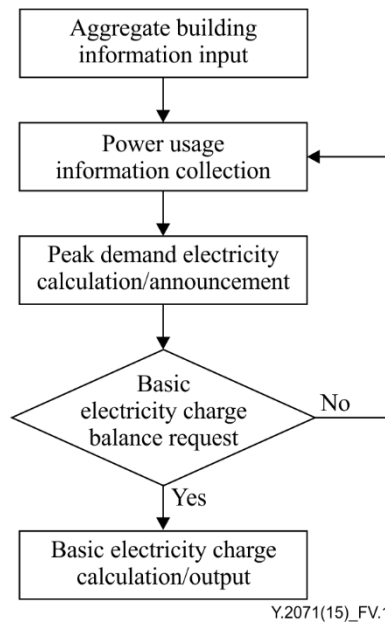 Aggregate building
information input
Power usage
information collection
Peak demand electricity
calculation/announcement
Basic
electricity charge
balance request
No
Yes
Basic electricity charge
calculation/output
Y.2071(15)_FV.1